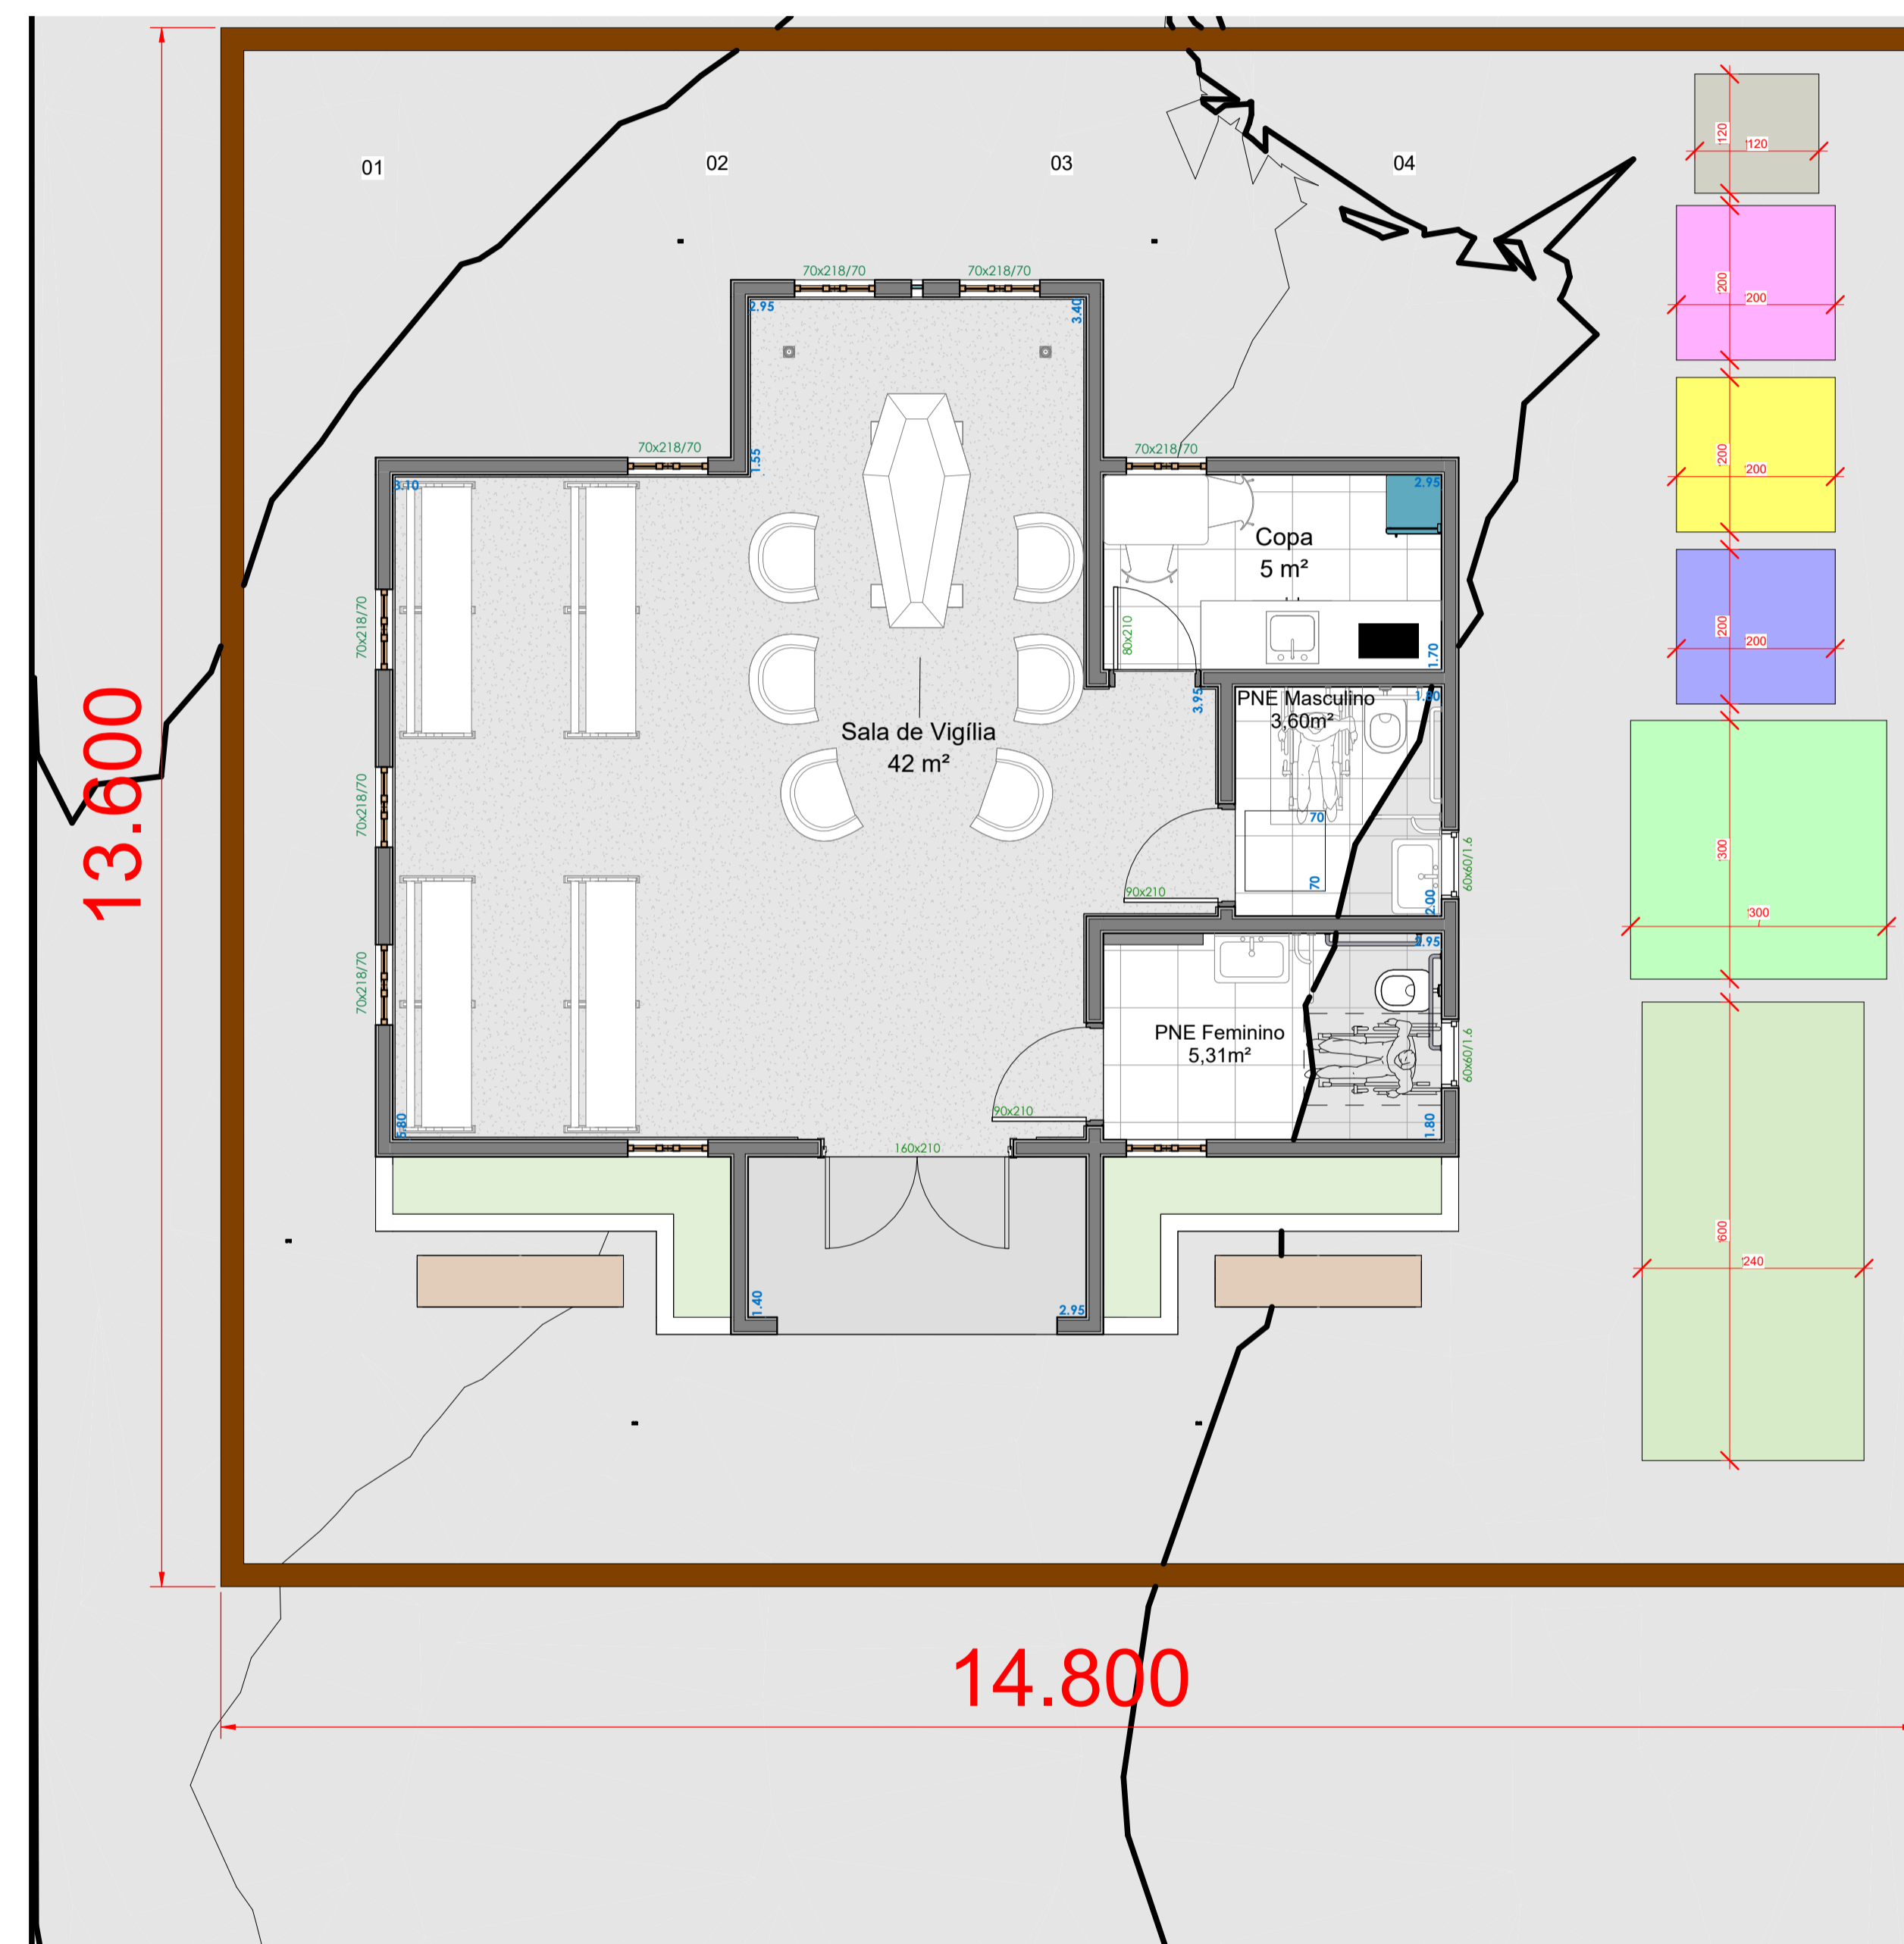 01
02
03
04
120
120
70x218/70
70x218/70
200
200
2.95
3.40
70x218/70
1.55
70x218/70
200
200
3.10
2.95
Copa
5 m²
70x218/70
80x210
1.70
200
200
13.600
Sala de Vigília
42 m²
3.95
PNE Masculino
3,60m²
1.80
70x218/70
70
70
90x210
2.00
60x60/1.6
300
300
70x218/70
2.95
PNE Feminino
5,31m²
60x60/1.6
90x210
5.80
1.80
160x210
600
240
1.40
2.95
14.800